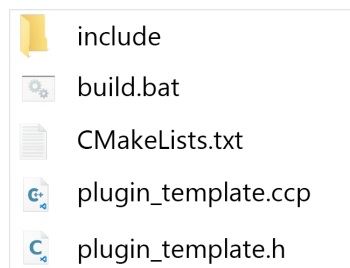 include
build.bat
CMakeLists.txt
plugin_template.ccp
plugin_template.h